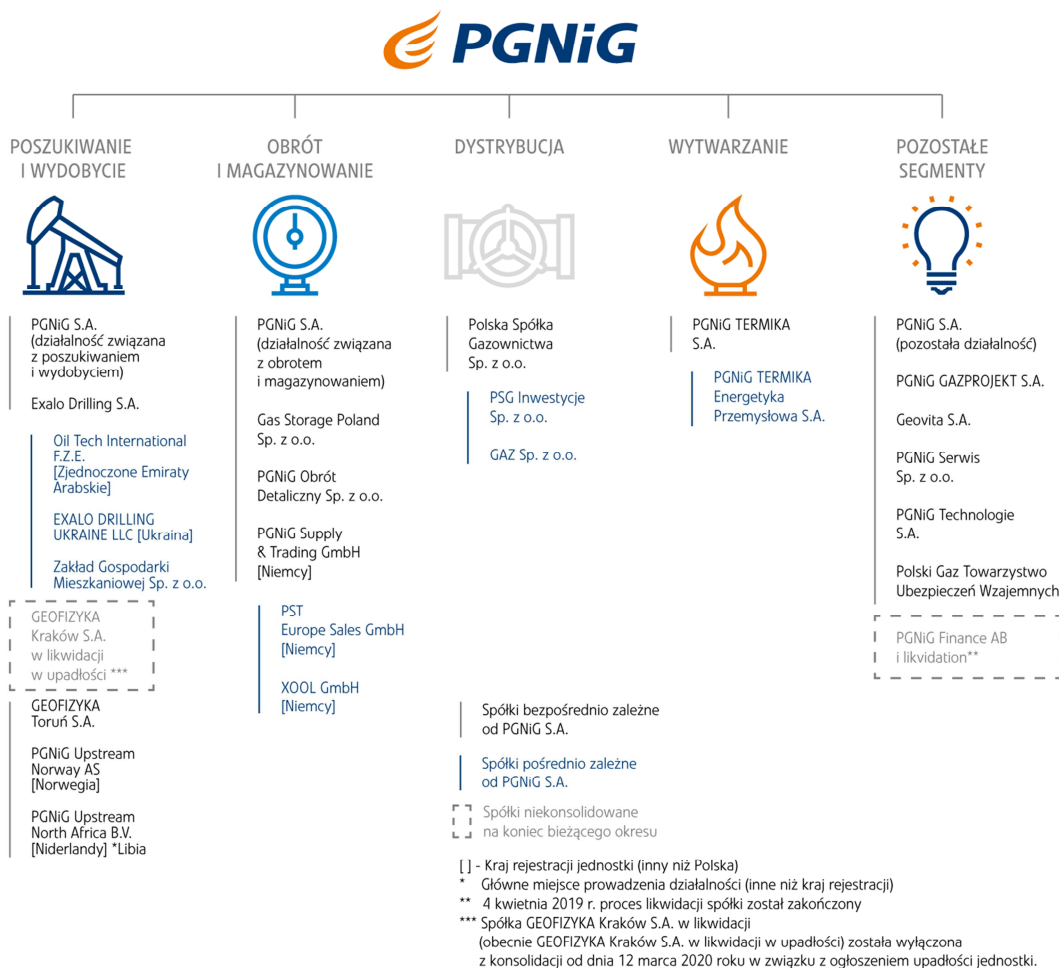 PGNiG
POSZUKIWANIE
I WYDOBYCIE
PGNiG S.A.
(działalność związana
z poszukiwaniem
i wydobyciem)
Exalo Drilling S.A.
Oil Tech International
F.Z.E.
[Zjednoczone Emiraty
Arabskie]
EXALO DRILLING
UKRAINE LLC [Ukraina]
Zakład Gospodarki
Mieszkaniowej Sp. z o.o.
GEOFIZYKA
Kraków S.A.
w likwidacji
w upadłości ***
GEOFIZYKA
Toruń S.A.
PGNiG Upstream
Norway AS
[Norwegia]
PGNiG Upstream
North Africa B.V.
[Niderlandy] *Libia
OBRÓT
I MAGAZYNOWANIE
PGNiG S.A.
(działalność związana
z obrotem
i magazynowaniem)
Gas Storage Poland
Sp. z o.o.
PGNiG Obrót
Detaliczny Sp. z o.o.
PGNiG Supply
& Trading GmbH
[Niemcy]
PST
Europe Sales GmbH
[Niemcy]
XOOL GmbH
[Niemcy]
DYSTRYBUCJA
Polska Spółka
Gazownictwa
Sp. z o.o.
PSG Inwestycje
Sp. z o.o.
GAZ Sp. z o.o.
WYTWARZANIE
PGNiG TERMIKA
S.A.
PGNiG TERMIKA
Energetyka
Przemysłowa S.A.
POZOSTAŁE
SEGMENTY
PGNiG S.A.
(pozostała działalność)
PGNiG GAZPROJEKT S.A.
Geovita S.A.
PGNiG Serwis
Sp. z o.o.
PGNiG Technologie
S.A.
Polski Gaz Towarzystwo
Ubezpieczeń Wzajemnych
PGNiG Finance AB
i likvidation**
Spółki bezpośrednio zależne
od PGNiG S.A.
Spółki pośrednio zależne
od PGNiG S.A.
Spółki niekonsolidowane
na koniec bieżącego okresu
[ ] - Kraj rejestracji jednostki (inny niż Polska)
* Główne miejsce prowadzenia działalności (inne niż kraj rejestracji)
** 4 kwietnia 2019 r. proces likwidacji spółki został zakończony
*** Spółka GEOFIZYKA Kraków S.A. w likwidacji
(obecnie GEOFIZYKA Kraków S.A. w likwidacji w upadłości) została wyłączona
z konsolidacji od dnia 12 marca 2020 roku w związku z ogłoszeniem upadłości jednostki.